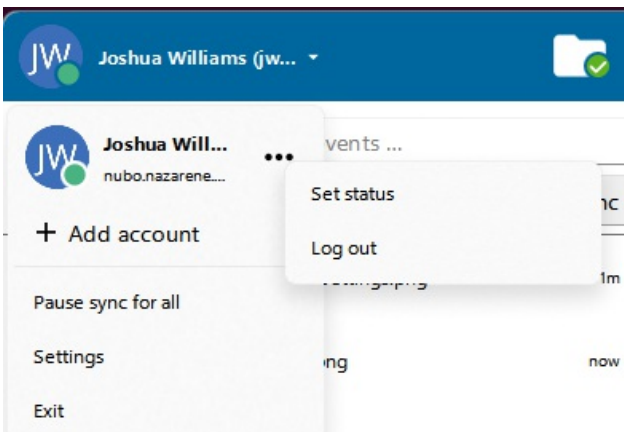 JW
Joshua Williams (jw...
JW
Joshua Will...
nubo.nazarene....
vents ...
Set status
Log out
+ Add account
nc
1m
Pause sync for all
Settings
ng
now
Exit